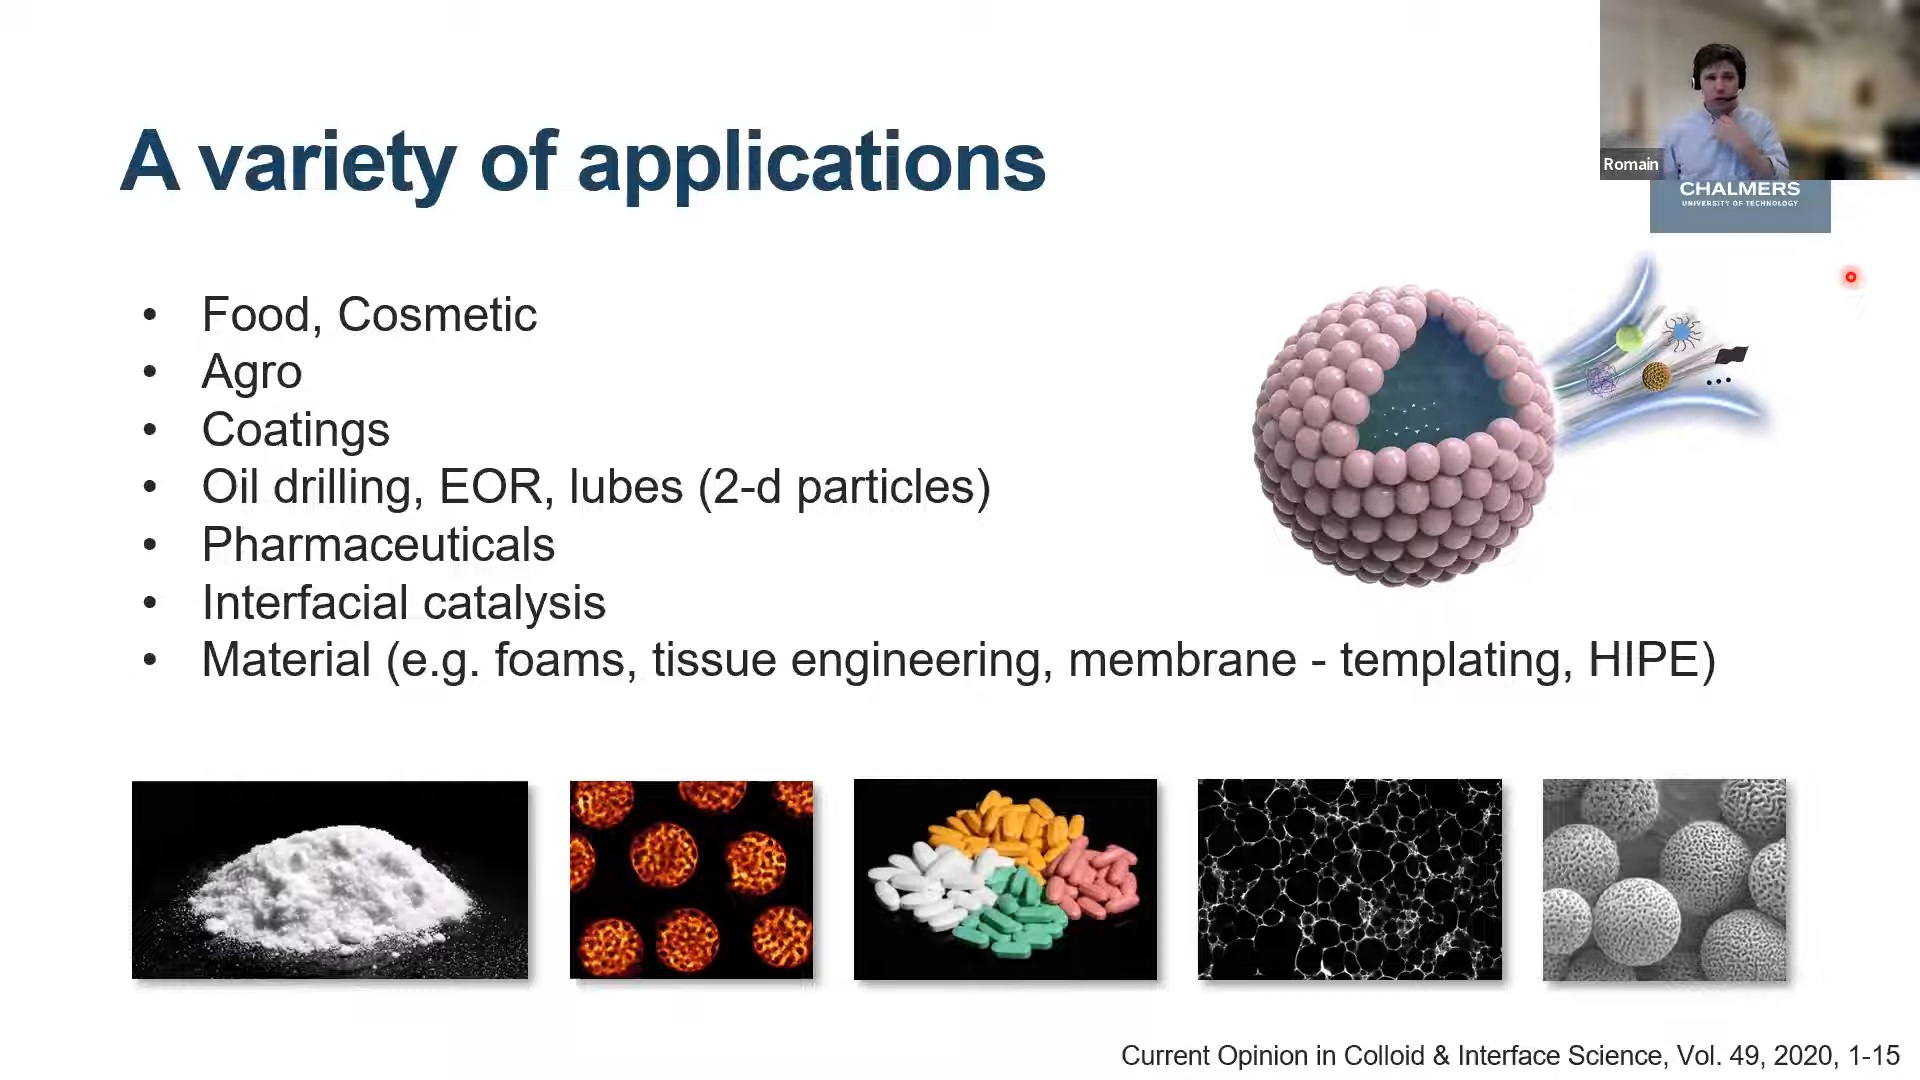 Romain
CHALMERS
UNIVERSITY OF TECHNOLOGY
A variety of applications
• Food, Cosmetic
• Agro
• Coatings
• Oil drilling, EOR, lubes (2-d particles)
• Pharmaceuticals
• Interfacial catalysis
• Material (e.g. foams, tissue engineering, membrane - templating, HIPE)
Current Opinion in Colloid & Interface Science, Vol. 49, 2020, 1-15